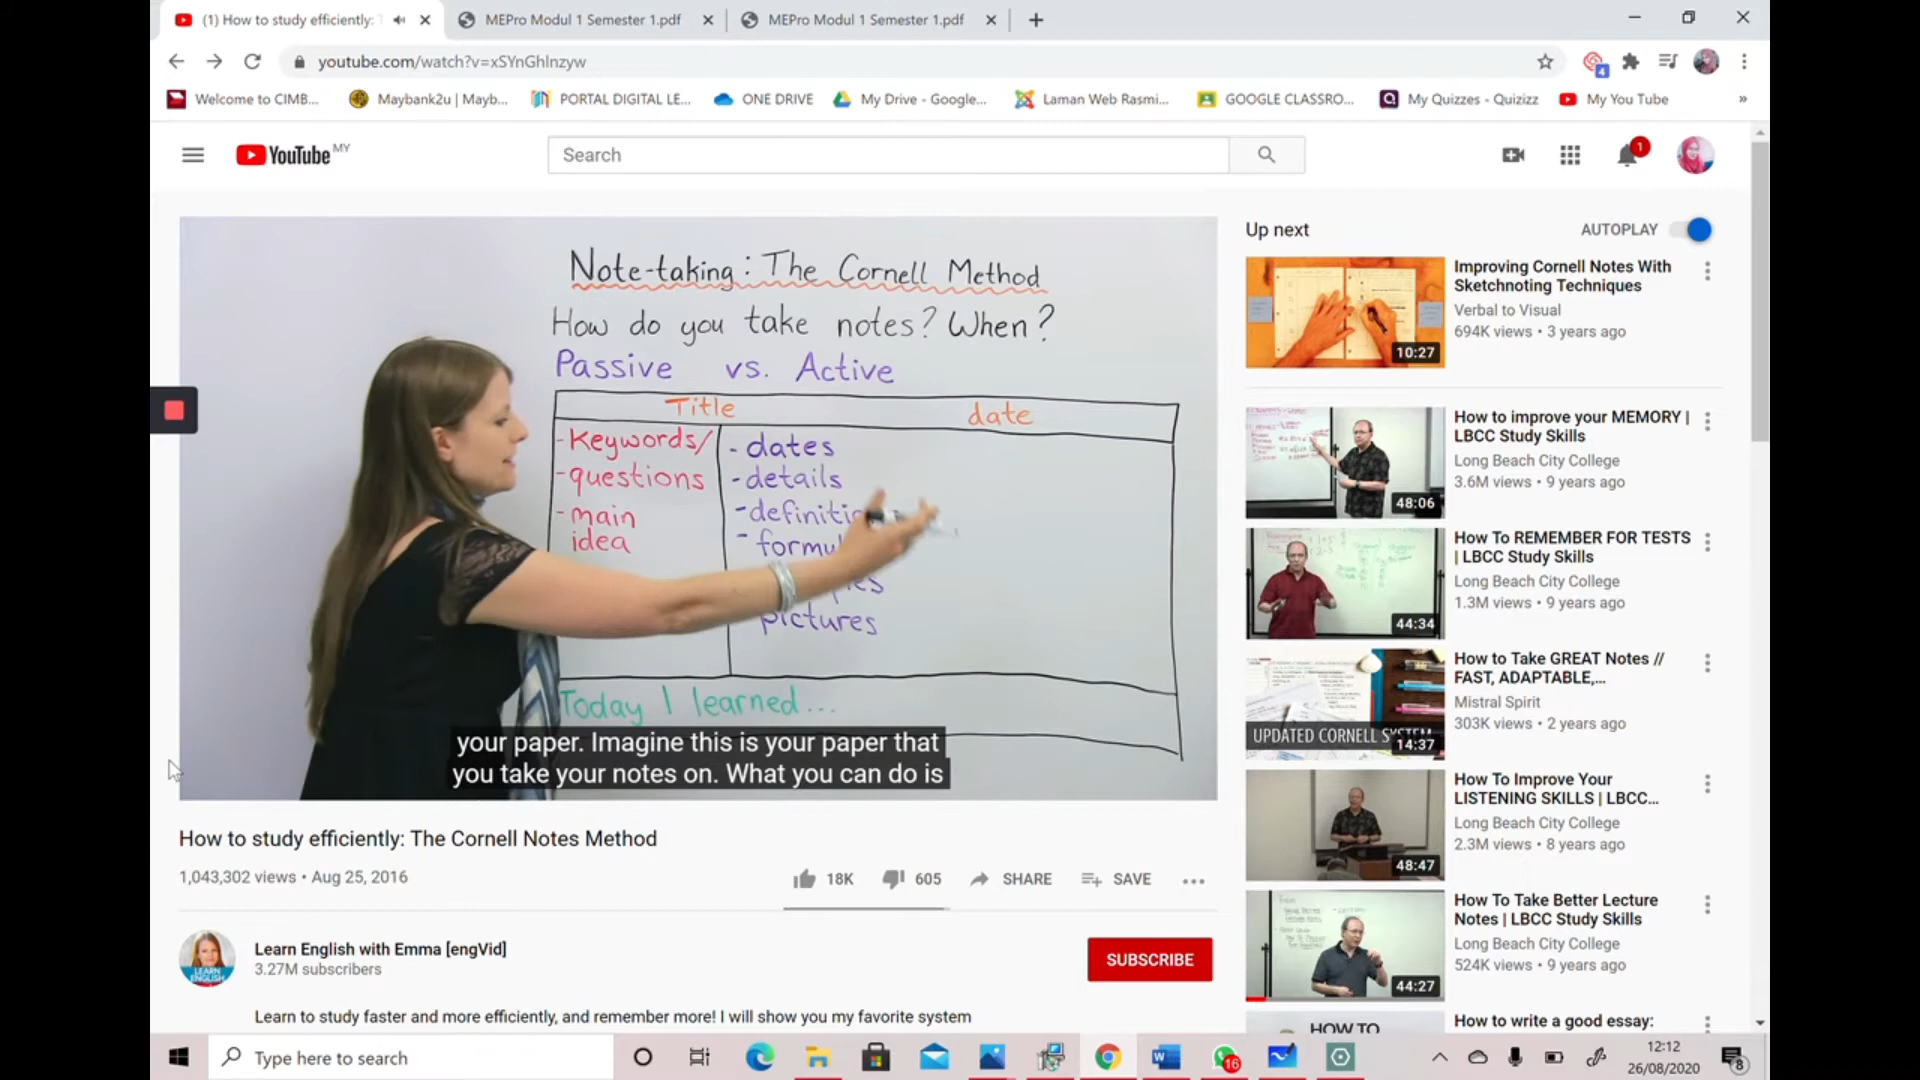 (1) How to study efficiently:
MEPro Modul 1 Semester 1.pdf
MEPro Modul 1 Semester 1.pdf
youtube.com/watch?v=xSYnGhlnzyw
4
Welcome to CIMB...
Maybank2u | Mayb...
PORTAL DIGITAL LE...
ONE DRIVE
My Drive - Google...
Laman Web Rasmi...
GOOGLE CLASSRO...
My Quizzes - Quizizz
My You Tube
»
YouTube MY
Search
1
Note-taking: The Cornell Method
How do you take notes? When?
Passive vs. Active
Title date
-Keywords/
-questions
-main
idea
- dates
- details
pictures
Today I learned...
your paper. Imagine this is your paper that
you take your notes on. What you can do is
How to study efficiently: The Cornell Notes Method
1,043,302 views • Aug 25, 2016
18K
605
SHARE
SAVE
Learn English with Emma [engVid]
3.27M subscribers
LEARN
ENGLISH
SUBSCRIBE
Learn to study faster and more efficiently, and remember more! I will show you my favorite system
Up next
AUTOPLAY
10:27
Improving Cornell Notes With
Sketchnoting Techniques
Verbal to Visual
694K views • 3 years ago
48:06
How to improve your MEMORY |
LBCC Study Skills
Long Beach City College
3.6M views • 9 years ago
44:34
How To REMEMBER FOR TESTS
| LBCC Study Skills
Long Beach City College
1.3M views • 9 years ago
UPDATED CORNELL
14:37
How to Take GREAT Notes //
FAST, ADAPTABLE,...
Mistral Spirit
303K views • 2 years ago
48:47
How To Improve Your
LISTENING SKILLS | LBCC...
Long Beach City College
2.3M views • 8 years ago
44:27
How To Take Better Lecture
Notes | LBCC Study Skills
Long Beach City College
524K views • 9 years ago
HOW TO
How to write a good essay:
Type here to search
16
12:12
26/08/2020
8